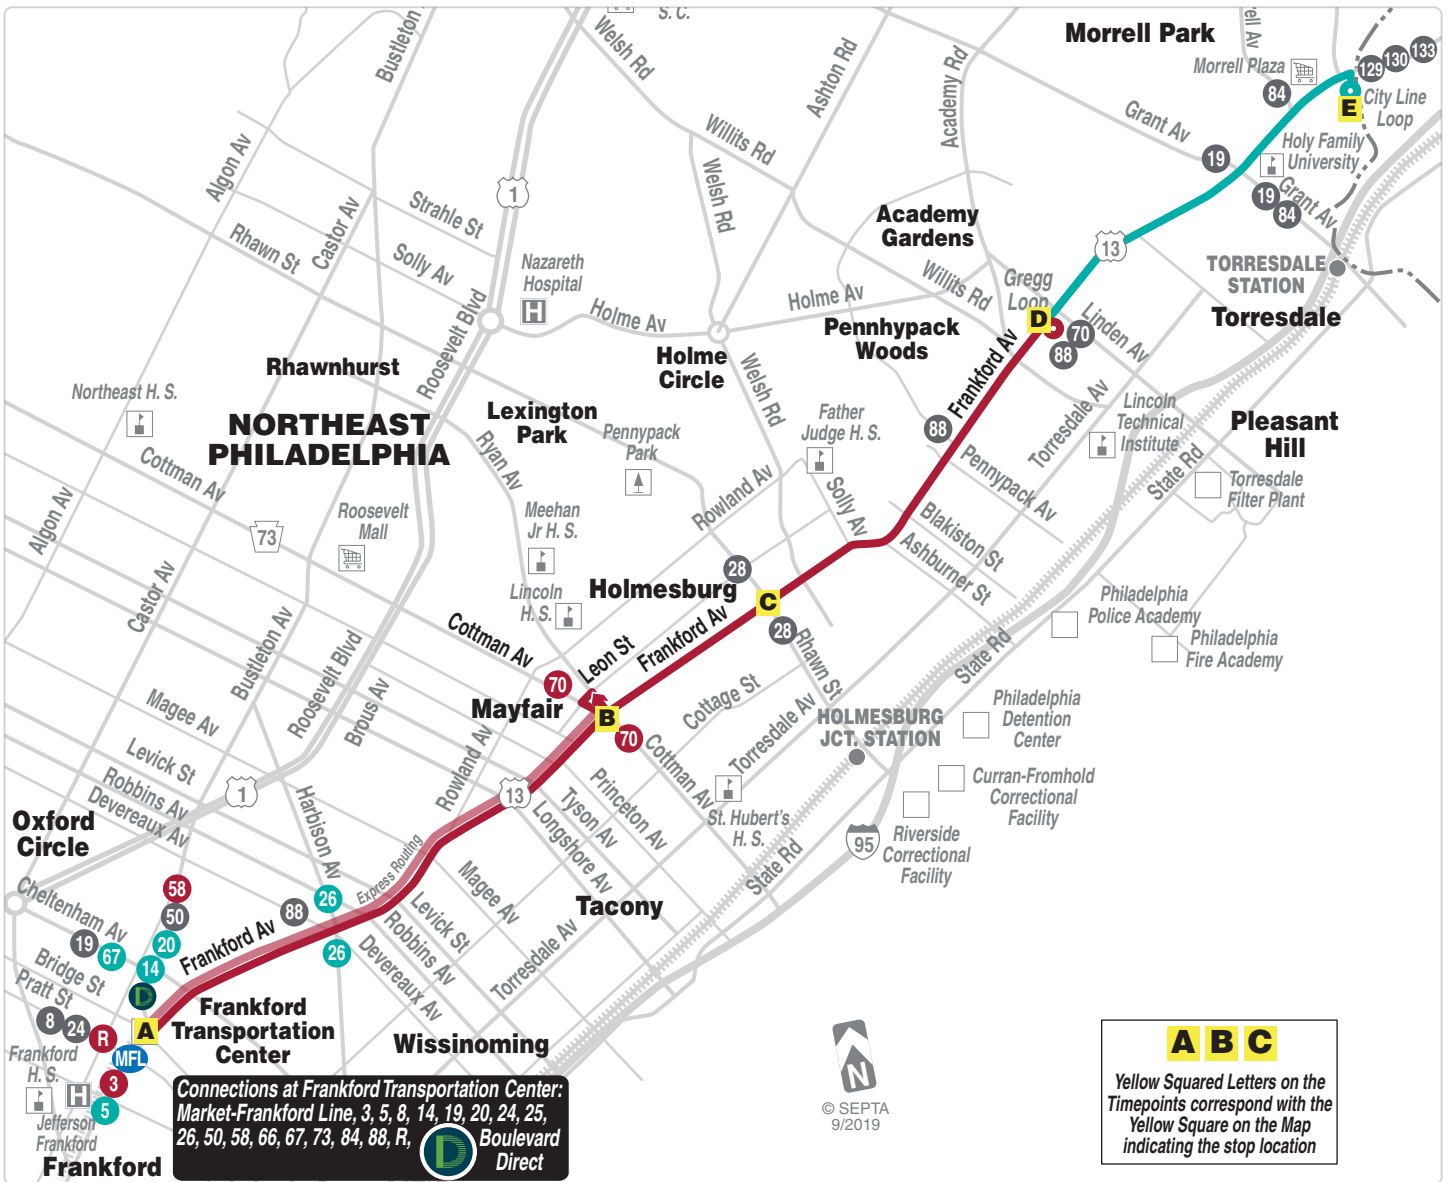 S. C.
Bustleton
Welsh Rd
Ashton Rd
Academy Rd
Morrell Park
ell Av
Morrell Plaza
129
130
133
84
E
City Line
Loop
Grant Av
19
Holy Family
University
19
84
Grant Av
Algon Av
Willits Rd
Welsh Rd
Castor Av
Strahle St
1
Rhawn St
Solly Av
Nazareth
Hospital
H
Academy
Gardens
13
TORRESDALE
STATION
Torresdale
Willits Rd
Gregg
Loop
D
70
88
Linden Av
Roosevelt Blvd
Holme Av
Holme Av
Pennhypack
Woods
Frankford Av
Holme
Circle
Welsh Rd
Rhawnhurst
Northeast H. S.
NORTHEAST
PHILADELPHIA
Lexington
Park
Pennypack
Park
Father
Judge H. S.
88
Torresdale Av
Lincoln
Technical
Institute
Pleasant
Hill
State Rd
Torresdale
Filter Plant
Cottman Av
73
Algon Av
Roosevelt
Mall
Ryan Av
Meehan
Jr H. S.
Rowland Av
Solly Av
Pennypack Av
Blakiston St
Ashburner St
Castor Av
Lincoln
H. S.
Holmesburg
28
C
28
Philadelphia
Police Academy
Philadelphia
Fire Academy
Bustleton Av
Cottman Av
Leon St
Frankford Av
Rhawn St
State Rd
Roosevelt Blvd
Brous Av
70
Mayfair
B
70
Cottage St
Torresdale Av
HOLMESBURG
JCT. STATION
Philadelphia
Detention
Center
Magee Av
Levick St
Robbins Av
Devereaux Av
1
Harbison Av
Rowland Av
13
Cottman Av
Princeton Av
Tyson Av
Longshore Av
St. Hubert's
H. S.
Curran-Fromhold
Correctional
Facility
Riverside
Correctional
Facility
95
State Rd
Oxford
Circle
Express Routing
Magee Av
Levick St
Robbins Av
Devereaux Av
Tacony
Torresdale Av
Cheltenham Av
58
50
20
14
19
67
88
26
26
Frankford Av
Bridge St
Pratt St
D
8
24
R
A
MFL
3
5
Frankford
Transportation
Center
Wissinoming
Frankford
H. S.
H
Jefferson
Frankford
Frankford
Connections at Frankford Transportation Center:
Market-Frankford Line, 3, 5, 8, 14, 19, 20, 24, 25,
26, 50, 58, 66, 67, 73, 84, 88, R, D Boulevard
Direct
N
© SEPTA
9/2019
A B C
Yellow Squared Letters on the
Timepoints correspond with the
Yellow Square on the Map
indicating the stop location